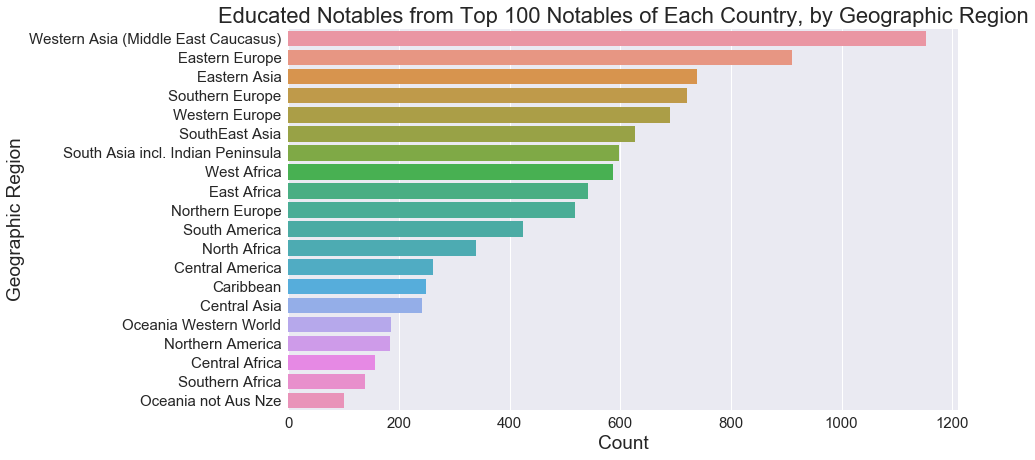 Educated Notables from Top 100 Notables of Each Country, by Geographic Region
Western Asia (Middle East Caucasus)
Eastern Europe
Eastern Asia
Southern Europe
Western Europe
SouthEast Asia
South Asia incl. Indian Peninsula
West Africa
East Africa
Northern Europe
South America
North Africa
Central America
Caribbean
Central Asia
Oceania Western World
Northern America
Central Africa
Southern Africa
Oceania not Aus Nze
Geographic Region
0 200 400 600 800 1000 1200
Count